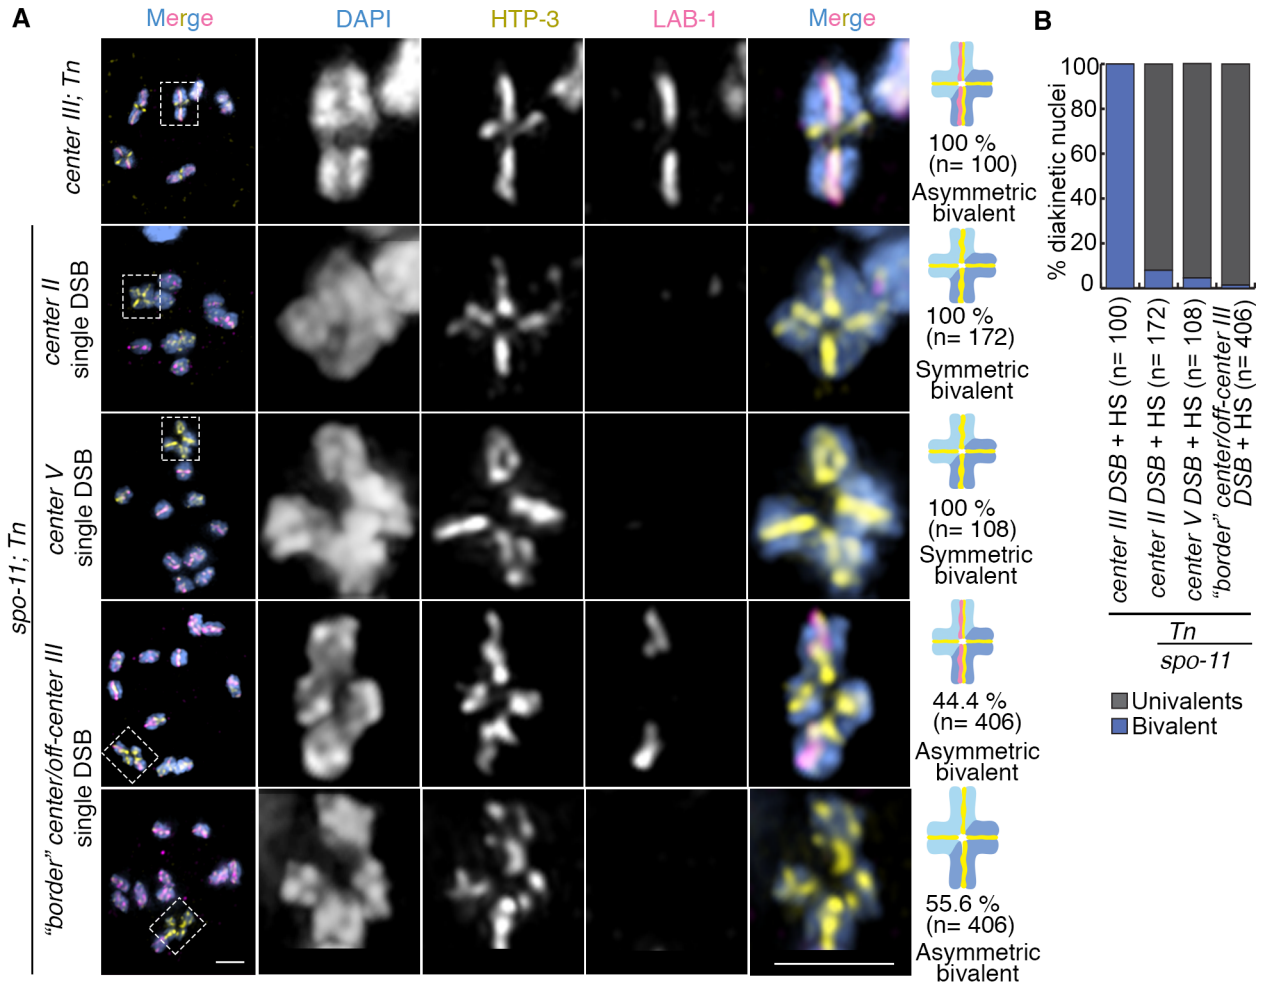 A
Merge
DAPI
HTP-3
LAB-1
Merge
center III; Tn
100 %
(n= 100)
Asymmetric
bivalent
spo-11; Tn
center II
single DSB
100 %
(n= 172)
Symmetric
bivalent
center V
single DSB
100 %
(n= 108)
Symmetric
bivalent
“border” center/off-center III
single DSB
44.4 %
(n= 406)
Asymmetric
bivalent
55.6 %
(n= 406)
Asymmetric
bivalent
B
% diakinetic nuclei
100
80
60
40
20
0
center III DSB + HS (n= 100)
center II DSB + HS (n= 172)
center V DSB + HS (n= 108)
“border” center/off-center III
DSB + HS (n= 406)
Tn
spo-11
Univalents
Bivalent